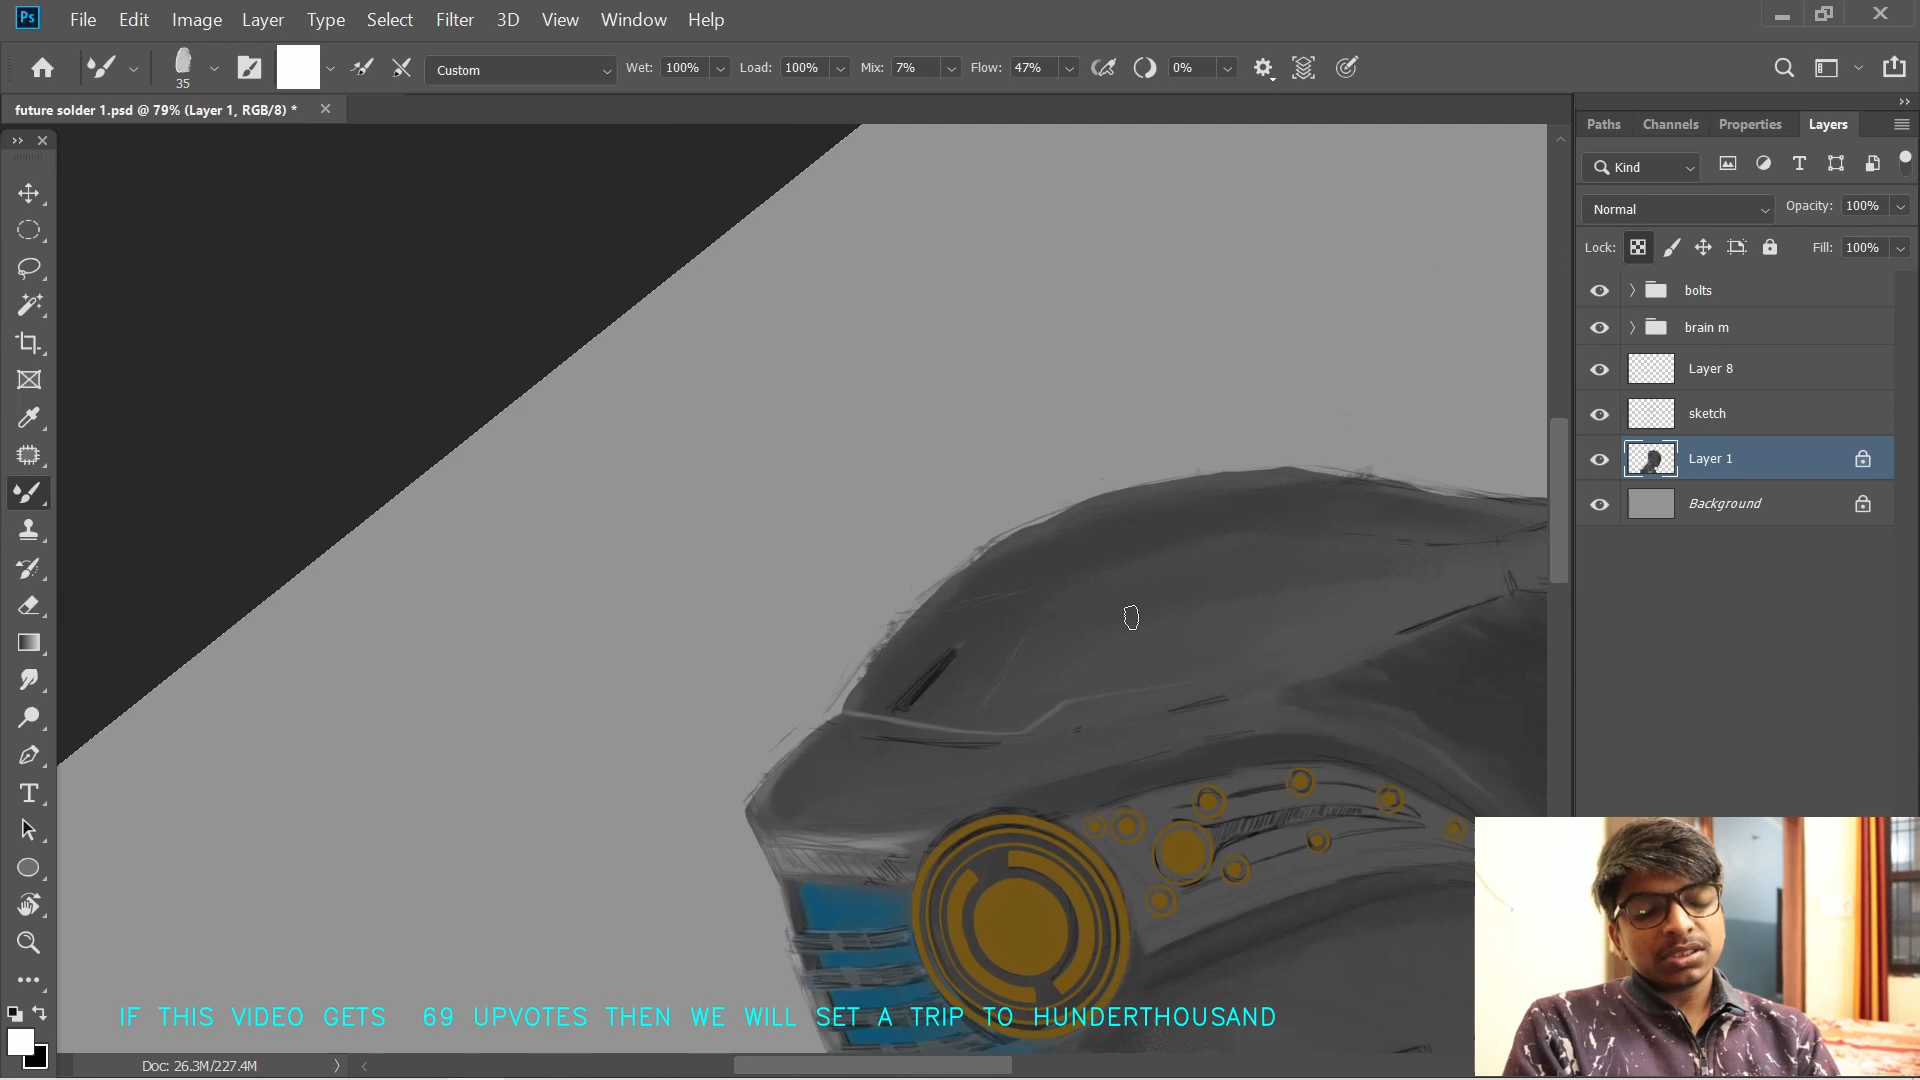 Ps File Edit Image Layer Type Select Filter 3D View Window Help
35 Custom Wet: 100% Load: 100% Mix: 7% Flow: 47% 0%
future solder 1.psd @ 79% (Layer 1, RGB/8) *
Paths Channels Properties Layers
Kind
Normal Opacity: 100%
Lock: Fill: 100%
bolts
brain m
Layer 8
sketch
Layer 1
Background
IF THIS VIDEO GETS 69 UPVOTES THEN WE WILL SET A TRIP TO HUNDERTHOUSAND
Doc: 26.3M/227.4M